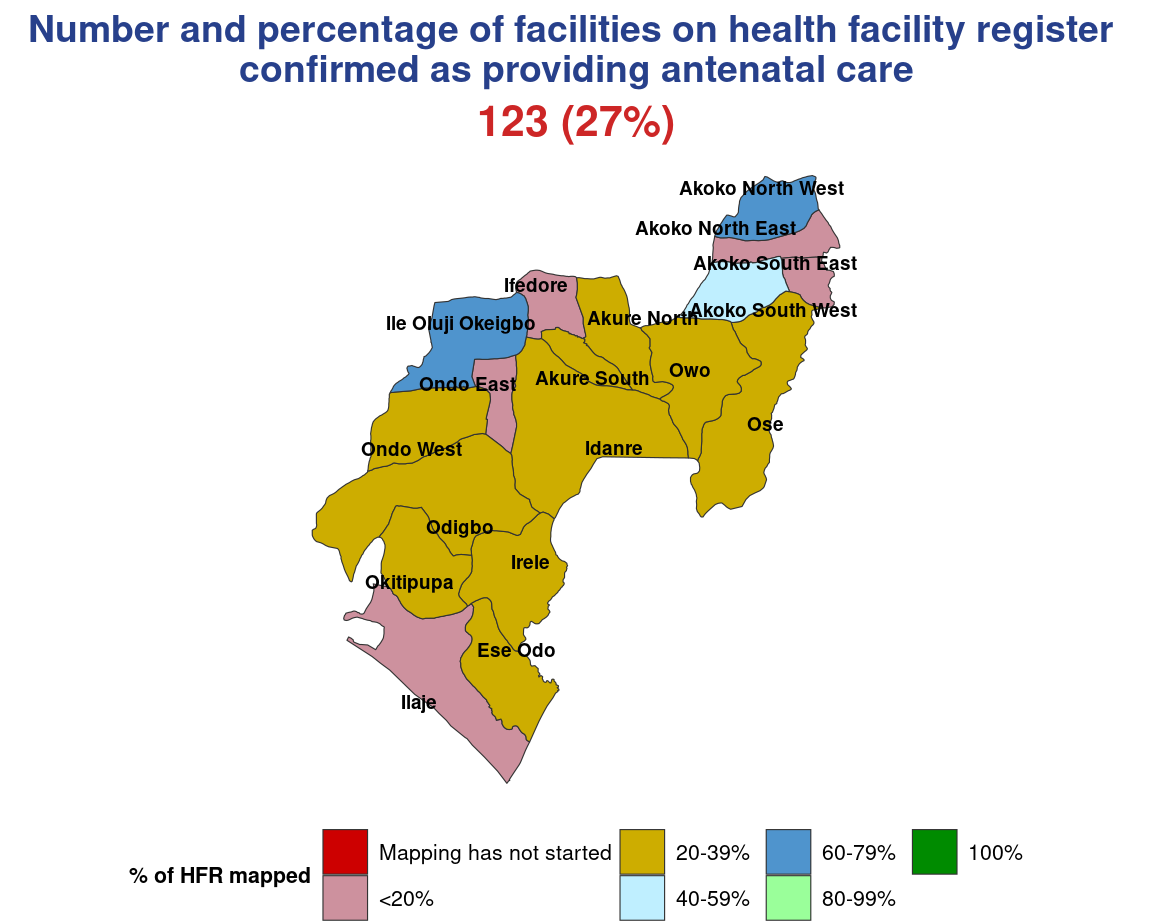 Number and percentage of facilities on health facility register
confirmed as providing antenatal care
123 (27%)
Akoko North West
Akoko North East
Akoko South East
Ifedore
Akoko South West
Akure North
Ile Oluji Okeigbo
Owo
Akure South
Ondo East
Ose
Idanre
Ondo West
Odigbo
Irele
Okitipupa
Ese Odo
Ilaje
% of HFR mapped
Mapping has not started
<20%
20-39%
40-59%
60-79%
80-99%
100%